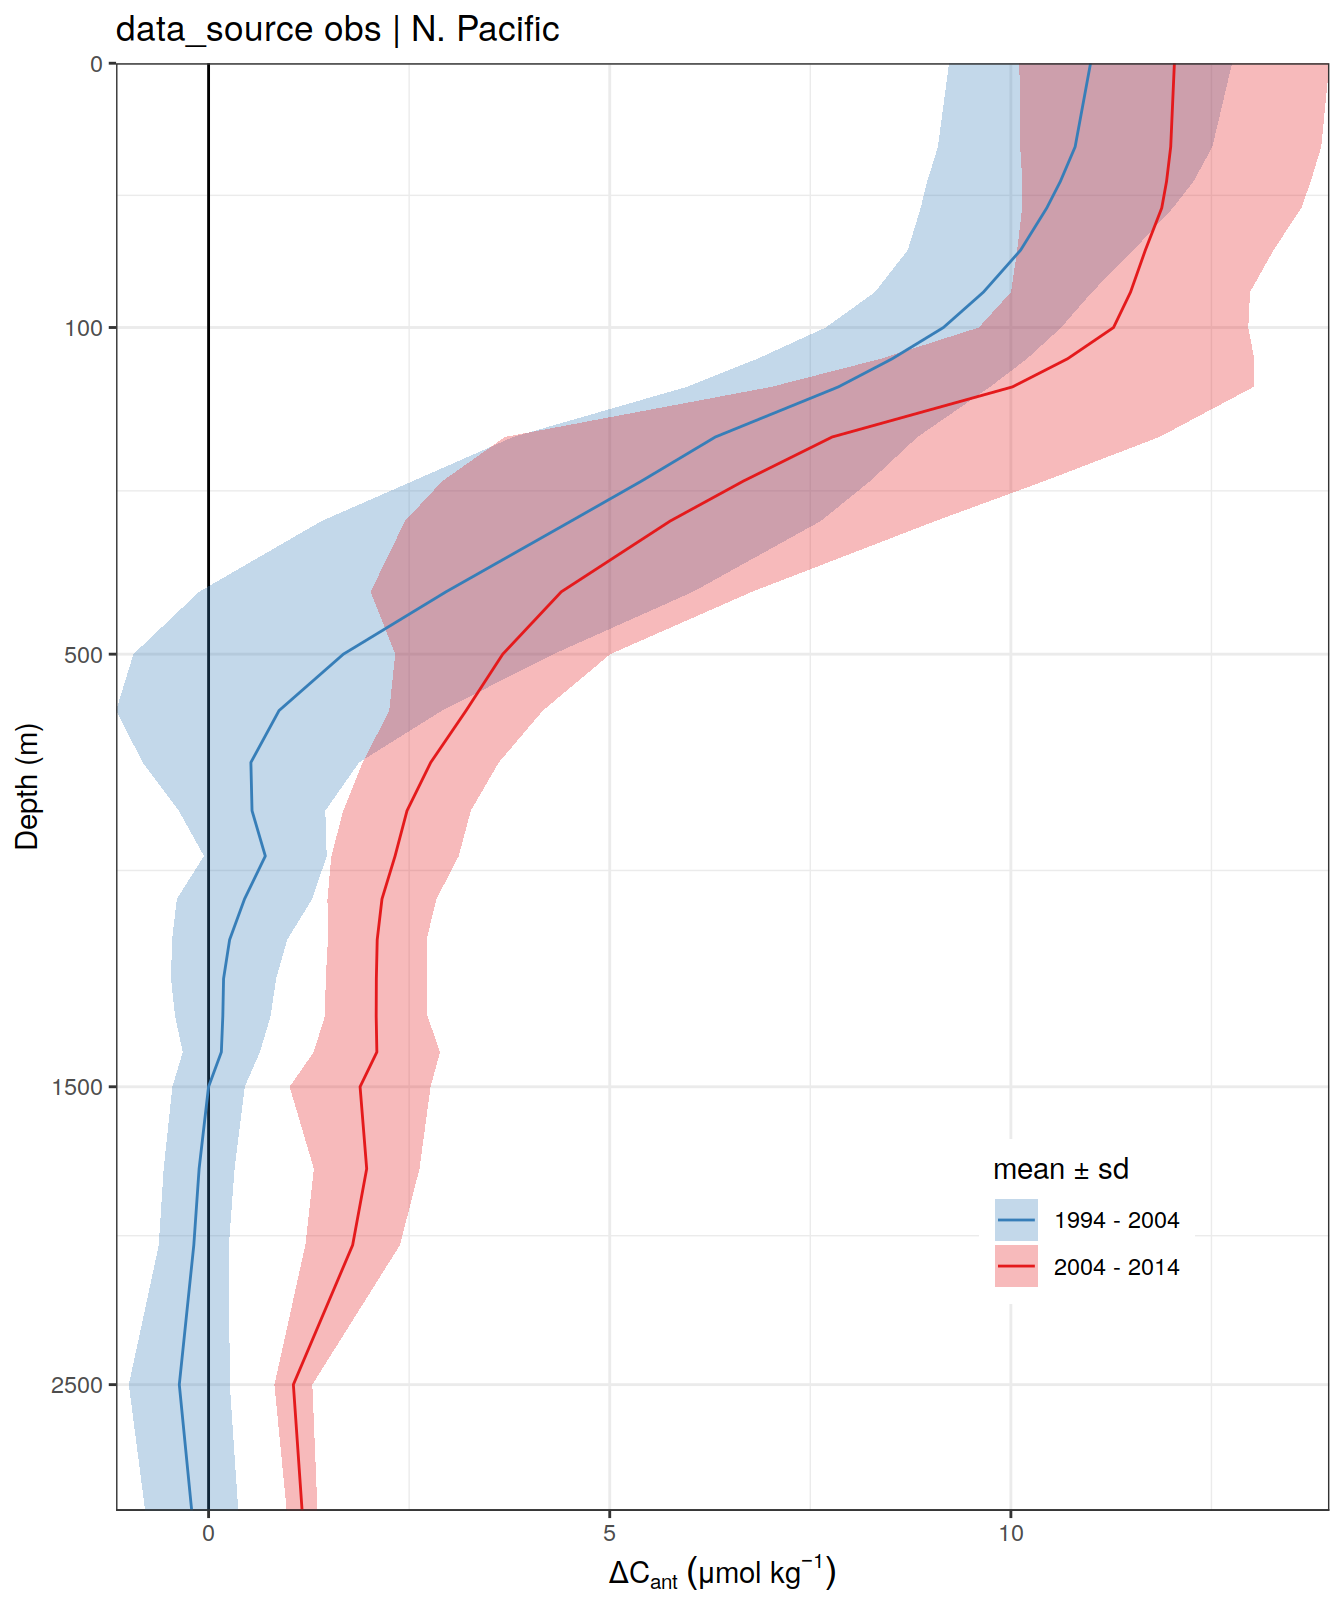 data_source obs | N. Pacific
0
100
500
1500
2500
Depth (m)
0 5 10
ΔCant (μmol kg⁻¹)
mean ± sd
1994 - 2004
2004 - 2014